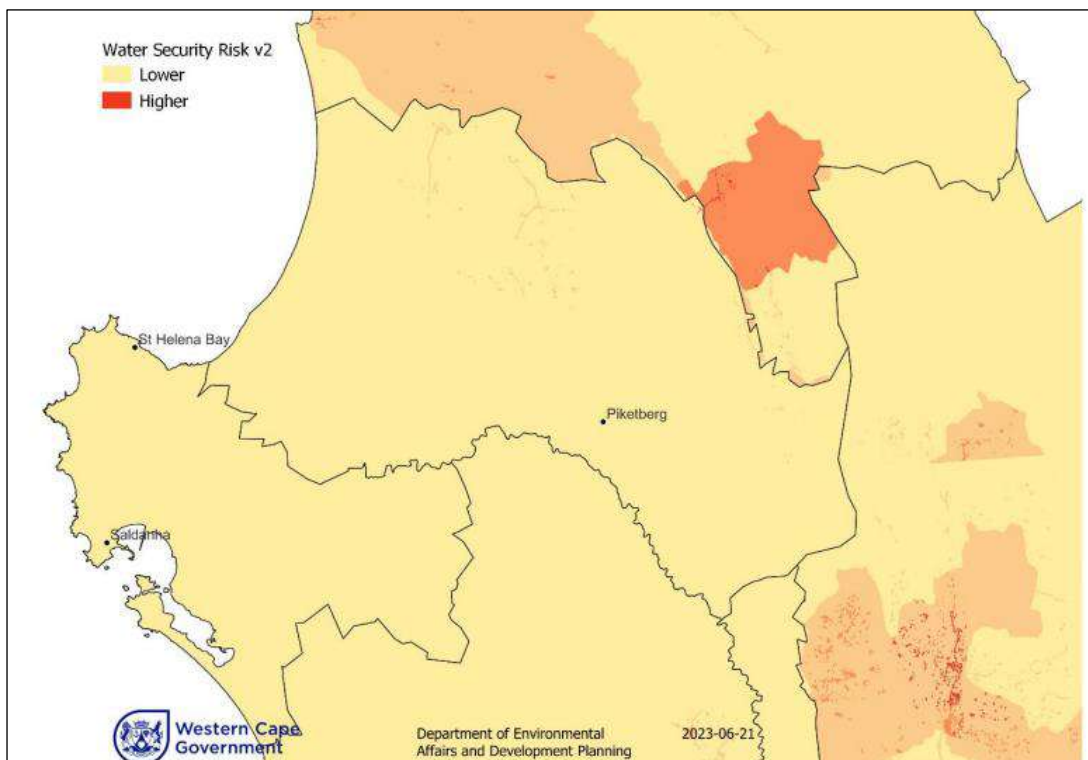 Water Security Risk v2
Lower
Higher
St Helena Bay
Piketberg
Saldanha
Western Cape
Government
Department of Environmental
Affairs and Development Planning
2023-06-21